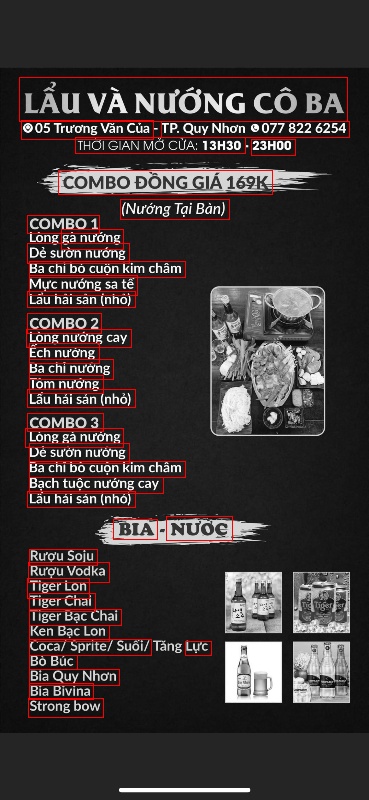 LẨU VÀ NƯỚNG CÔ BA
05 Trương Văn Của - TP. Quy Nhơn 077 822 6254
THỜI GIAN MỞ CỬA: 13H30 - 23H00
COMBO ĐỒNG GIÁ 169K
(Nướng Tại Bàn)
COMBO 1
Lòng gà nướng
Dẻ sườn nướng
Ba chỉ bò cuộn kim châm
Mực nướng sa tế
Lẩu hải sản (nhỏ)
COMBO 2
Lòng nướng cay
Ếch nướng
Ba chỉ nướng
Tôm nướng
Lẩu hải sản (nhỏ)
COMBO 3
Lòng gà nướng
Dẻ sườn nướng
Ba chỉ bò cuộn kim châm
Bạch tuộc nướng cay
Lẩu hải sản (nhỏ)
BIA - NƯỚC
Rượu Soju
Rượu Vodka
Tiger Lon
Tiger Chai
Tiger Bạc Chai
Ken Bạc Lon
Coca/ Sprite/ Suối/ Tăng Lực
Bò Húc
Bia Quy Nhơn
Bia Bivina
Strong bow